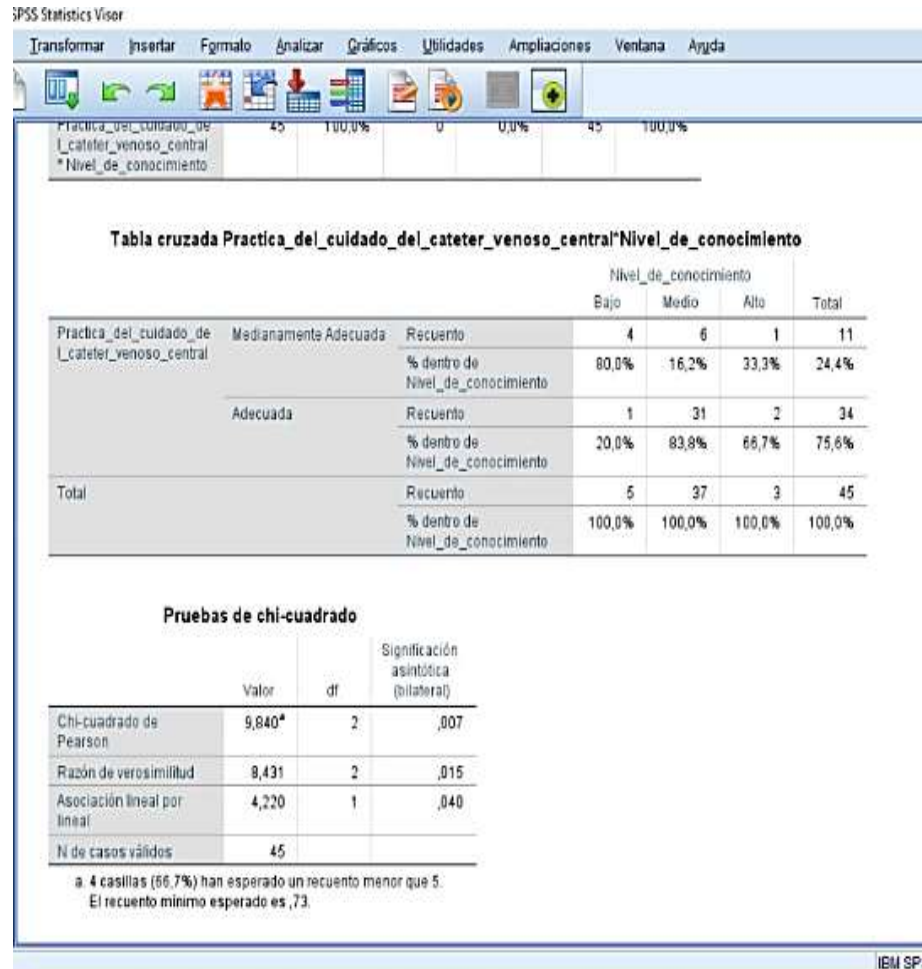 SPSS Statistics Visor
Transformar Insertar Formato Analizar Gráficos Utilidades Ampliaciones Ventana Ayuda
Practica_del_cuidado_de 45 100,0% 0 0,0% 45 100,0%
l_cateter_venoso_central
* Nivel_de_conocimiento
Tabla cruzada Practica_del_cuidado_del_cateter_venoso_central*Nivel_de_conocimiento
Nivel_de_conocimiento
Bajo Medio Alto Total
Practica_del_cuidado_de Medianamente Adecuada Recuento 4 6 1 11
l_cateter_venoso_central
% dentro de 80,0% 16,2% 33,3% 24,4%
Nivel_de_conocimiento
Adecuada Recuento 1 31 2 34
% dentro de 20,0% 83,8% 66,7% 75,6%
Nivel_de_conocimiento
Total Recuento 5 37 3 45
% dentro de 100,0% 100,0% 100,0% 100,0%
Nivel_de_conocimiento
Pruebas de chi-cuadrado
Significación
asintótica
Valor df (bilateral)
Chi-cuadrado de 9,840a 2 ,007
Pearson
Razón de verosimilitud 8,431 2 ,015
Asociación lineal por 4,220 1 ,040
lineal
N de casos válidos 45
a. 4 casillas (66,7%) han esperado un recuento menor que 5.
El recuento mínimo esperado es ,73.
IBM SP